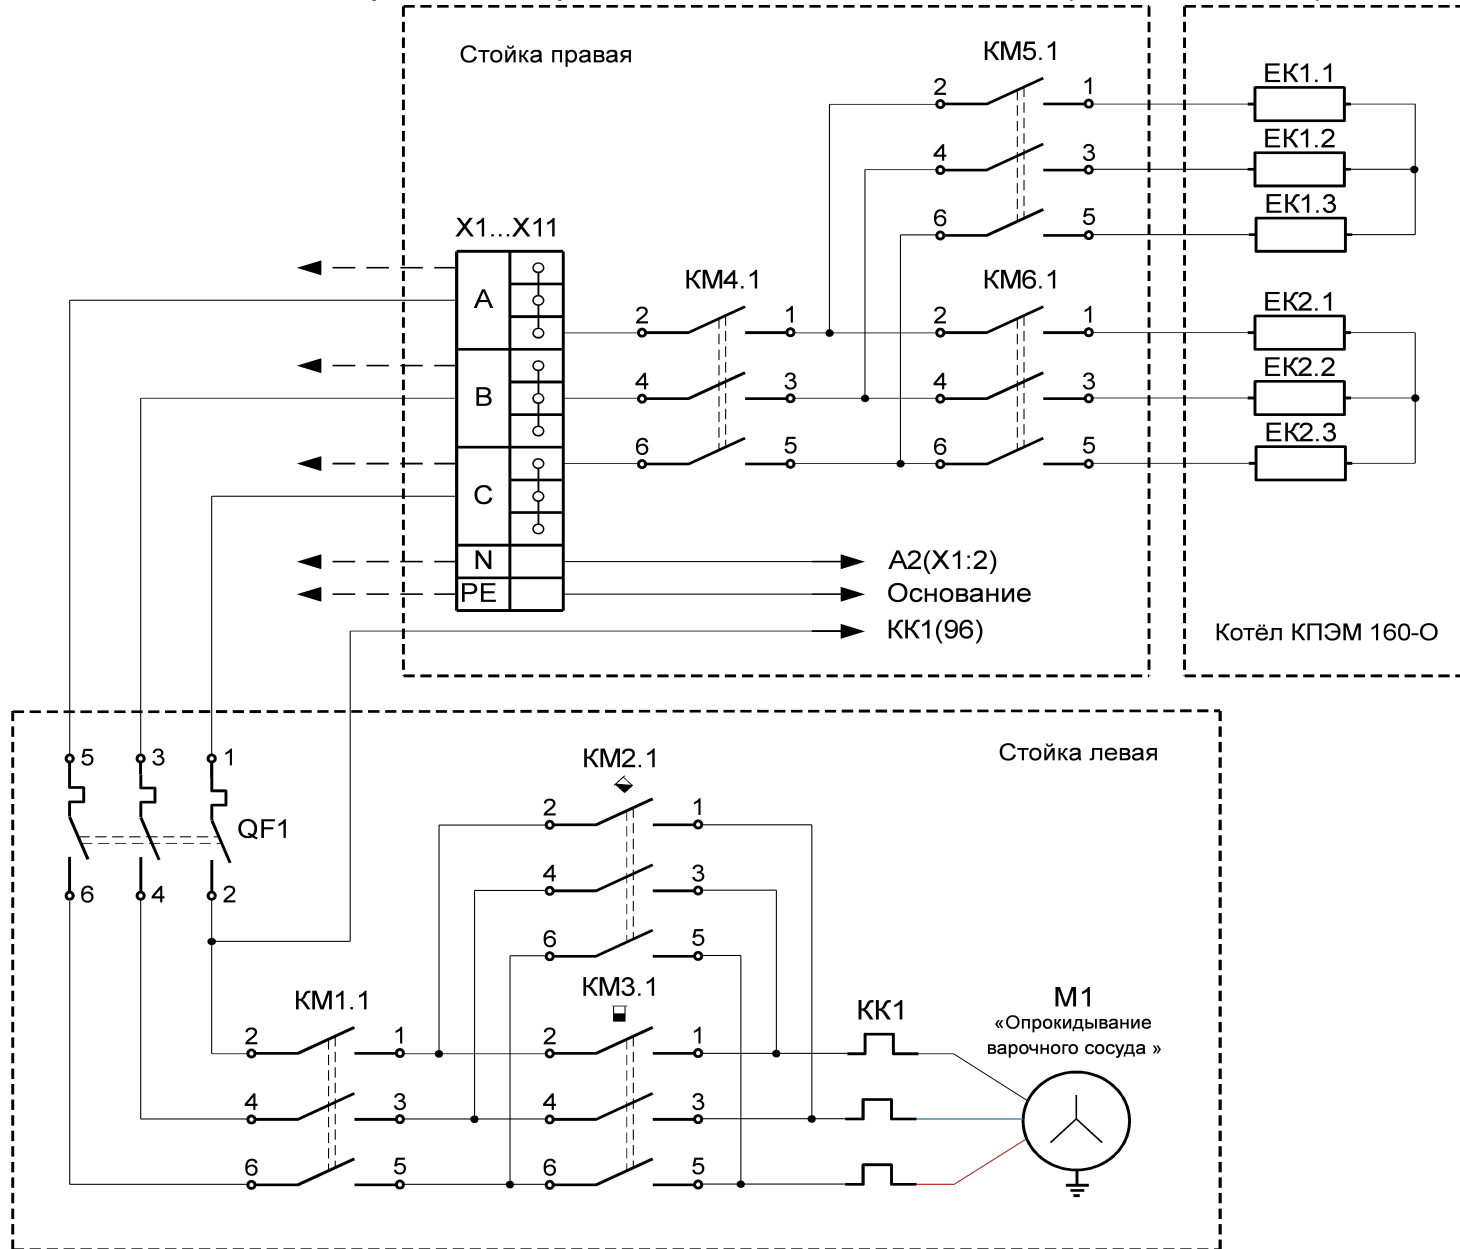 Стойка правая
КМ5.1
2 1
4 3
6 5
ЕК1.1
ЕК1.2
ЕК1.3
Х1...Х11
A
B
C
N
PE
КМ4.1
2 1
4 3
6 5
КМ6.1
2 1
4 3
6 5
ЕК2.1
ЕК2.2
ЕК2.3
А2(Х1:2)
Основание
КК1(96)
Котёл КПЭМ 160-О
Стойка левая
5 3 1
QF1
6 4 2
КМ2.1
2 1
4 3
6 5
КМ1.1
2 1
4 3
6 5
КМ3.1
2 1
4 3
6 5
КК1
М1
«Опрокидывание
варочного сосуда »